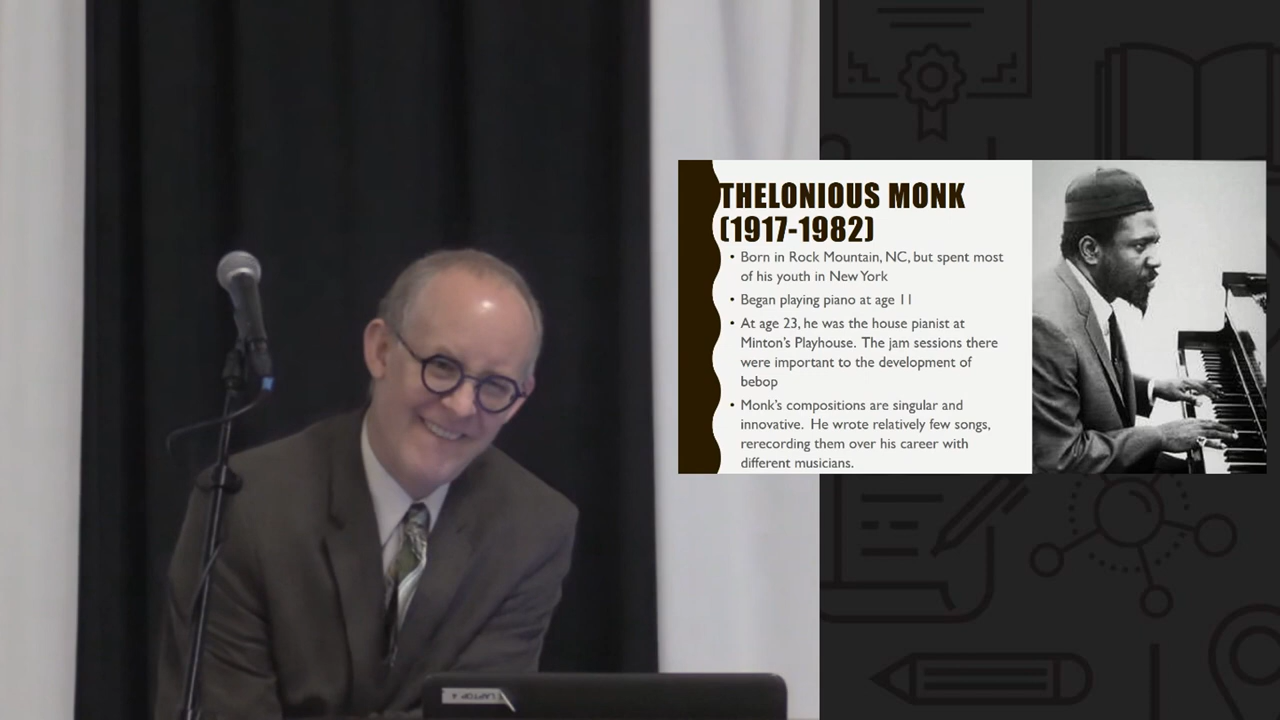 THELONIOUS MONK
(1917-1982)
• Born in Rock Mountain, NC, but spent most
of his youth in New York
• Began playing piano at age 11
• At age 23, he was the house pianist at
Minton's Playhouse. The jam sessions there
were important to the development of
bebop
• Monk's compositions are singular and
innovative. He wrote relatively few songs,
rerecording them over his career with
different musicians.
LAPTOP 4